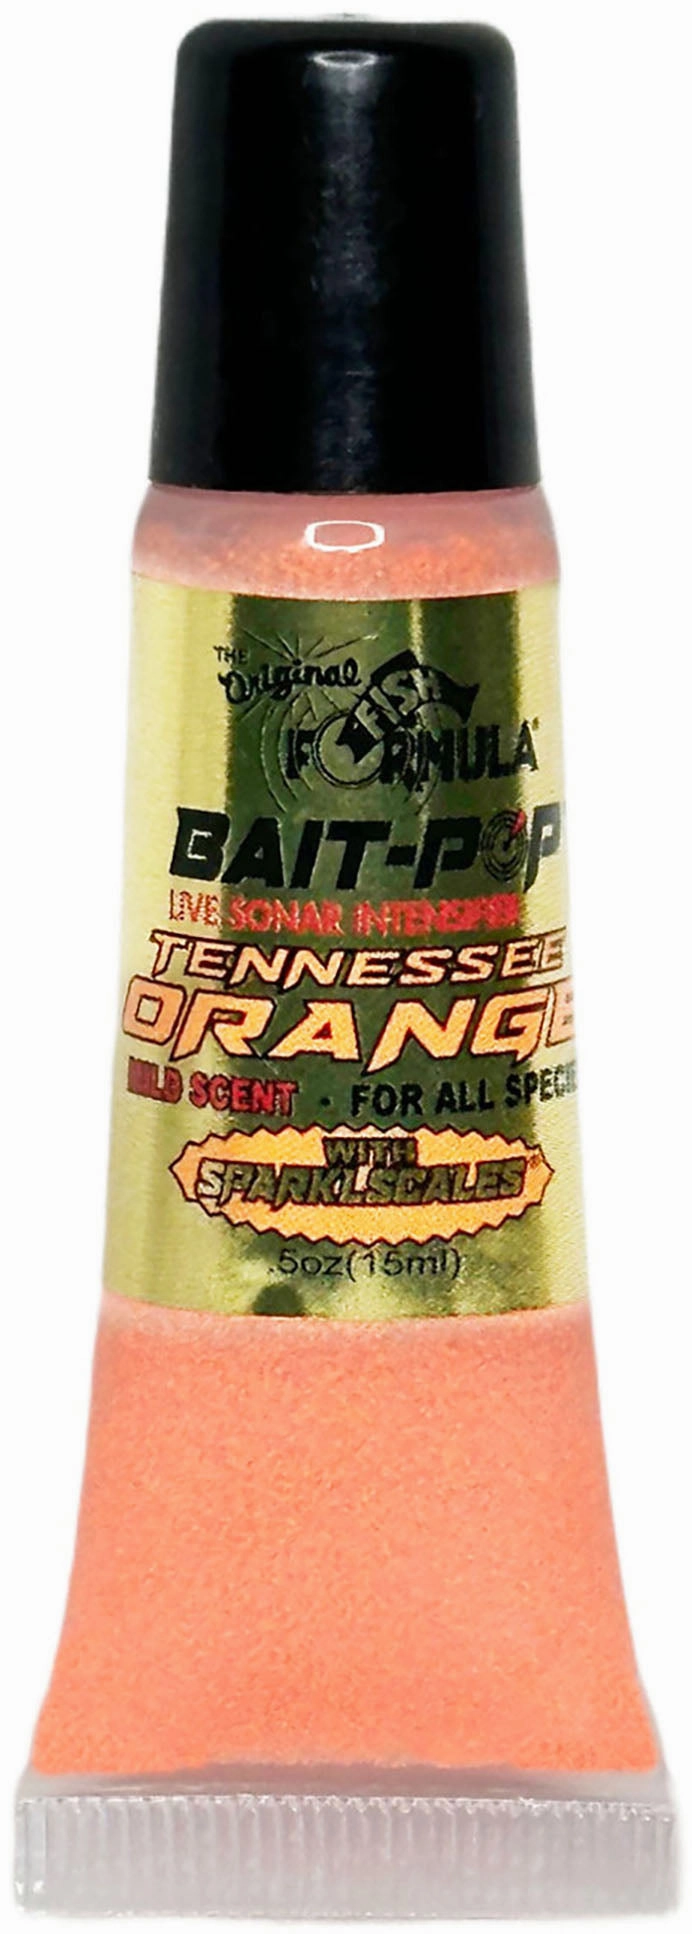 THE
Original
FISH
FORMULA®
BAIT-POP
LIVE SONAR INTENSIFIER
TENNESSEE
ORANGE
MILD SCENT · FOR ALL SPECIE
WITH
SPARKLSCALES®
.5oz(15ml)